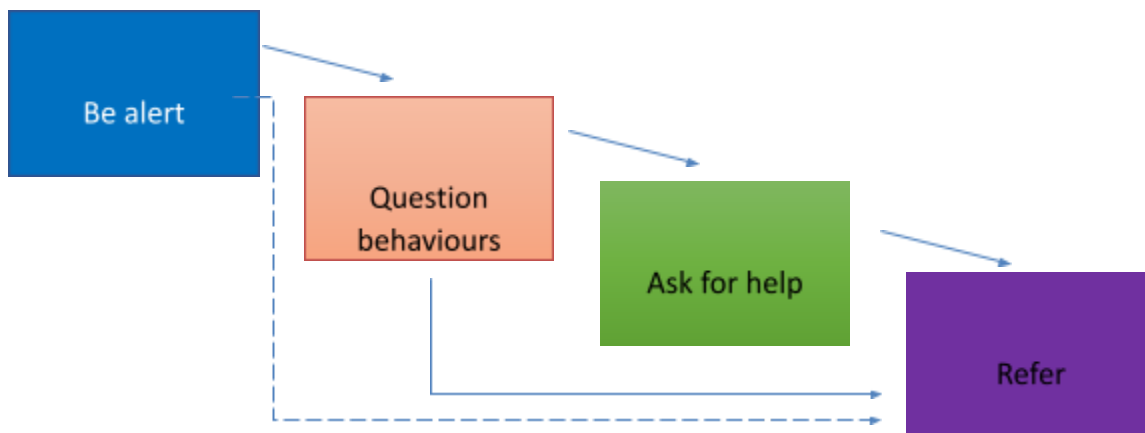 Be alert
Question
behaviours
Ask for help
Refer